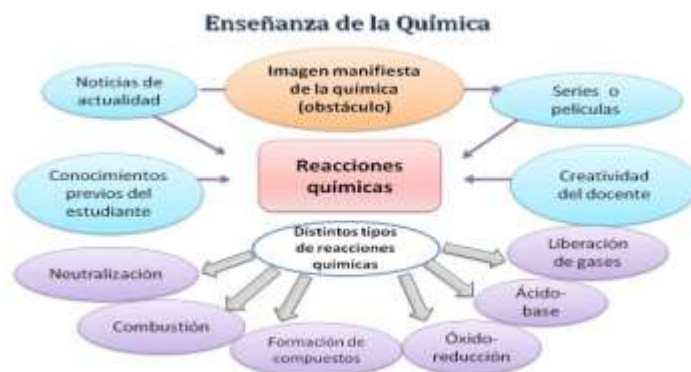 Enseñanza de la Química
Noticias de
actualidad
Imagen manifiesta
de la química
(obstáculo)
Series o
películas
Conocimientos
previos del
estudiante
Reacciones
químicas
Creatividad
del docente
Distintos tipos
de reacciones
químicas
Neutralización
Combustión
Formación de
compuestos
Óxido-
reducción
Ácido-
base
Liberación
de gases